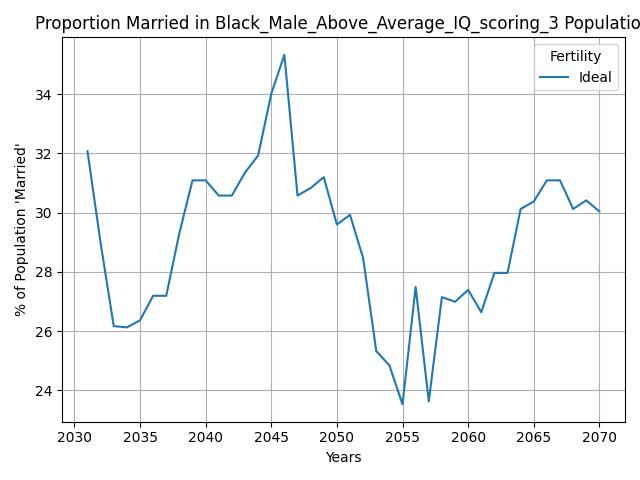 Proportion Married in Black_Male_Above_Average_IQ_scoring_3 Populatio
Fertility
Ideal
% of Population 'Married'
34
32
30
28
26
24
2030 2035 2040 2045 2050 2055 2060 2065 2070
Years